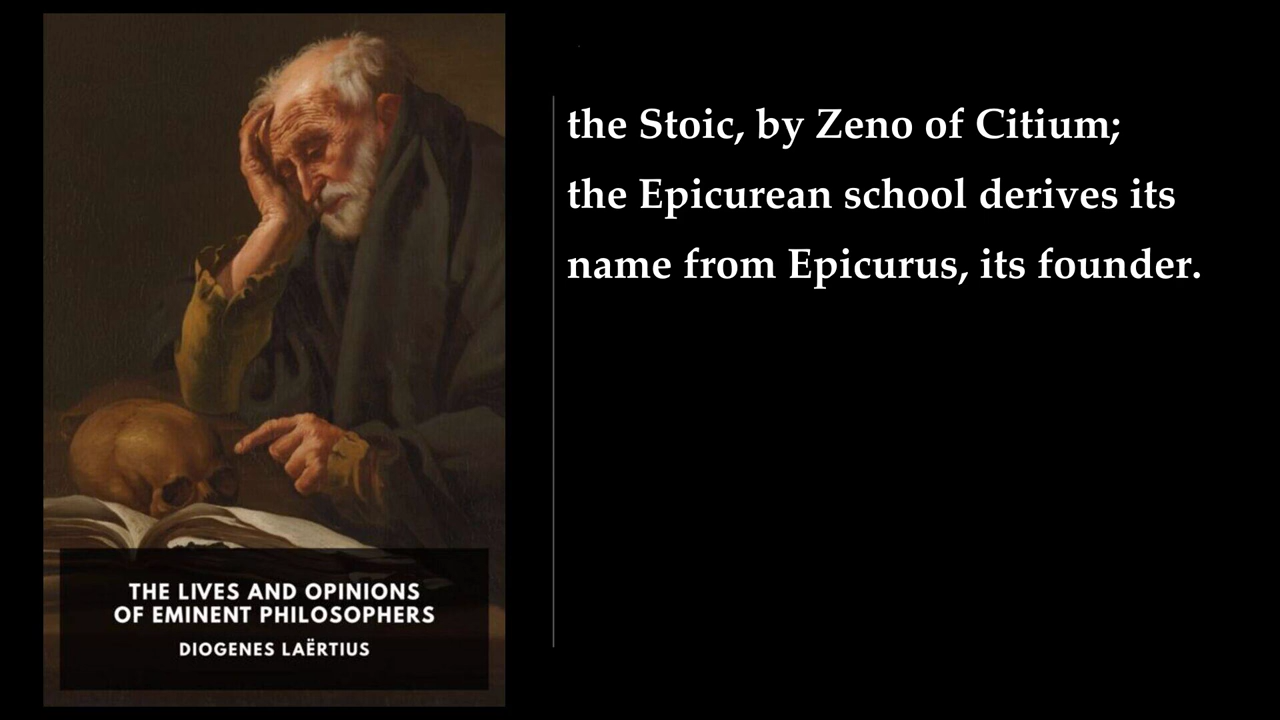 the Stoic, by Zeno of Citium;
the Epicurean school derives its
name from Epicurus, its founder.
THE LIVES AND OPINIONS
OF EMINENT PHILOSOPHERS
DIOGENES LAËRTIUS